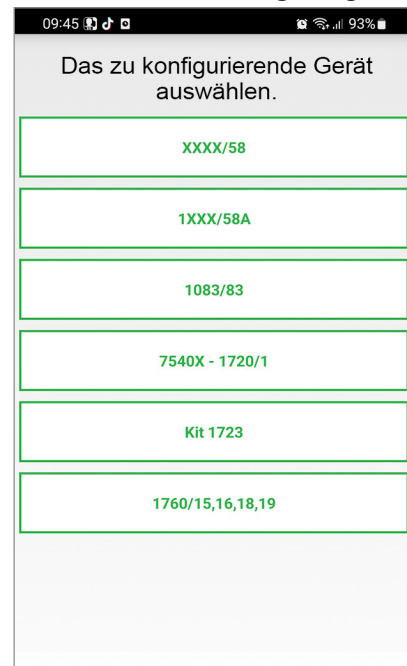 09:45 93%
Das zu konfigurierende Gerät
auswählen.
XXXX/58
1XXX/58A
1083/83
7540X - 1720/1
Kit 1723
1760/15,16,18,19